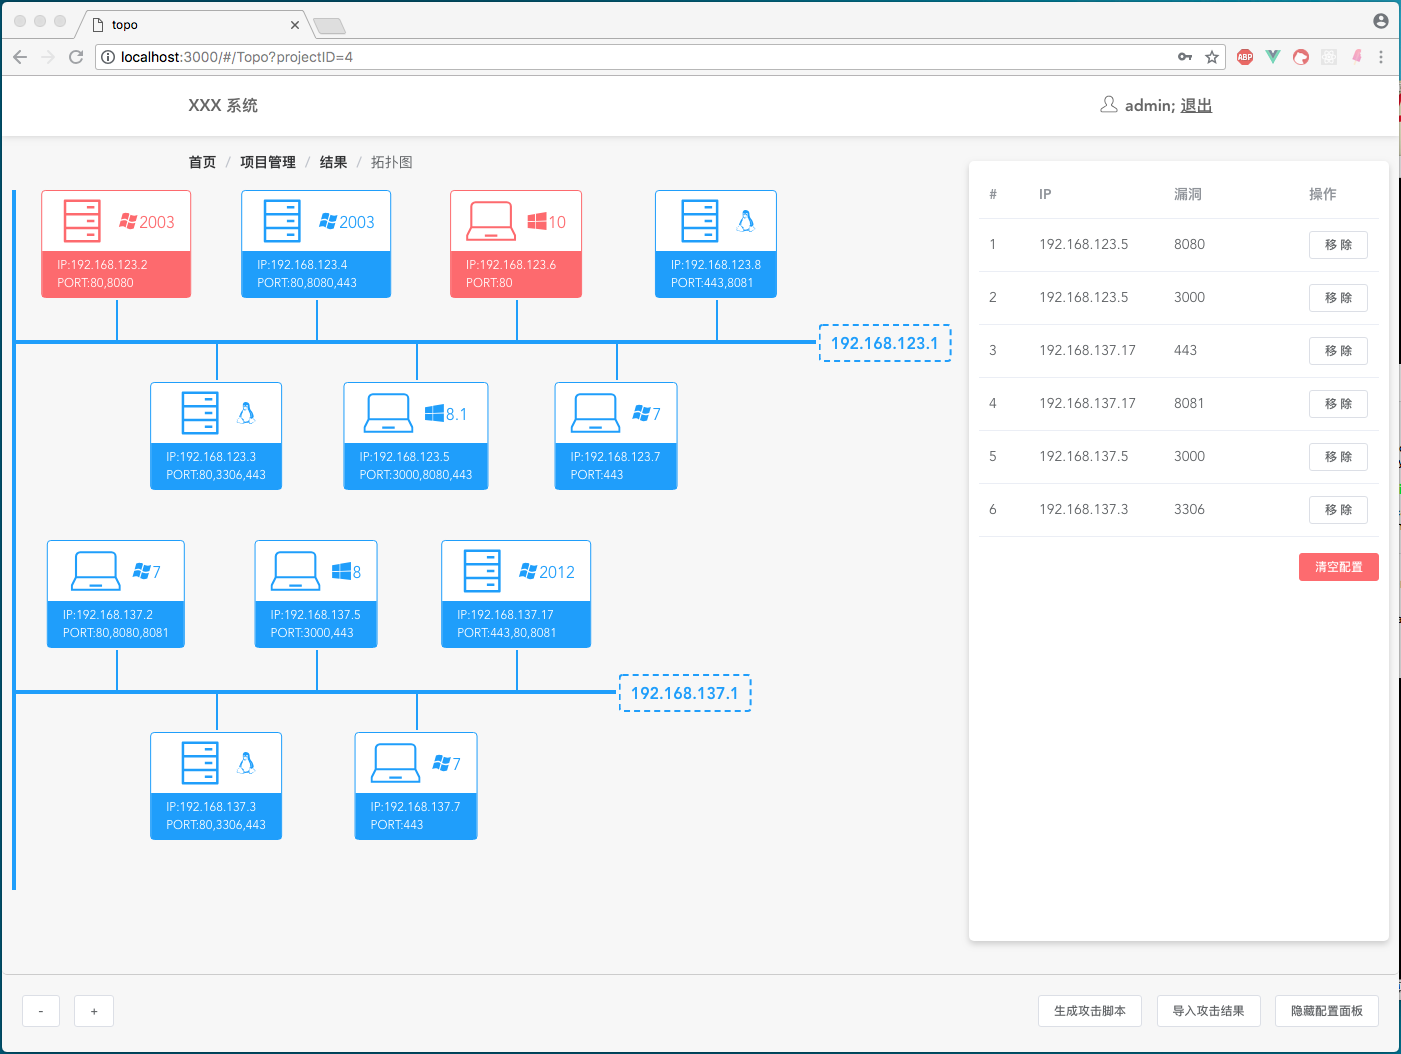 topo
localhost:3000/#/Topo?projectID=4
ABP
XXX 系统
admin; 退出
首页 / 项目管理 / 结果 / 拓扑图
2003
IP:192.168.123.2
PORT:80,8080
2003
IP:192.168.123.4
PORT:80,8080,443
10
IP:192.168.123.6
PORT:80
IP:192.168.123.8
PORT:443,8081
192.168.123.1
IP:192.168.123.3
PORT:80,3306,443
8.1
IP:192.168.123.5
PORT:3000,8080,443
7
IP:192.168.123.7
PORT:443
7
IP:192.168.137.2
PORT:80,8080,8081
8
IP:192.168.137.5
PORT:3000,443
2012
IP:192.168.137.17
PORT:443,80,8081
192.168.137.1
IP:192.168.137.3
PORT:80,3306,443
7
IP:192.168.137.7
PORT:443
# IP 漏洞 操作
1 192.168.123.5 8080 移 除
2 192.168.123.5 3000 移 除
3 192.168.137.17 443 移 除
4 192.168.137.17 8081 移 除
5 192.168.137.5 3000 移 除
6 192.168.137.3 3306 移 除
清空配置
- +
生成攻击脚本 导入攻击结果 隐藏配置面板